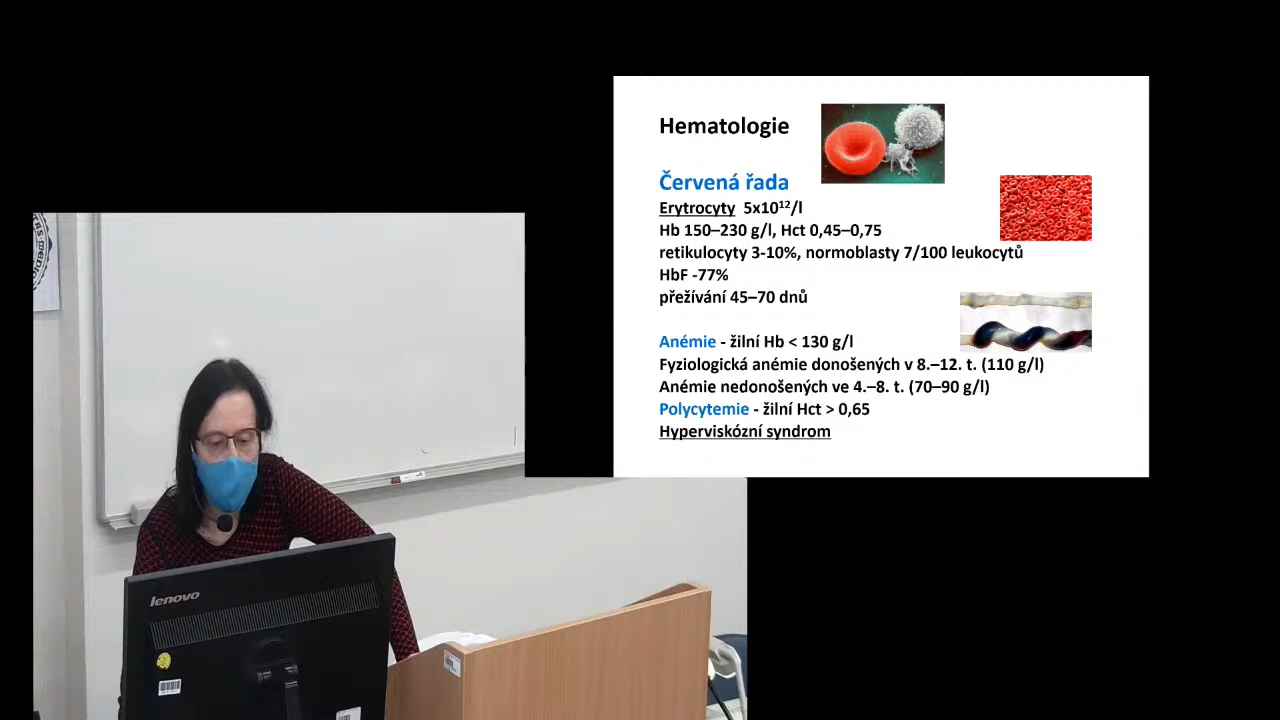 Hematologie
Červená řada
Erytrocyty 5x10¹²/l
Hb 150–230 g/l, Hct 0,45–0,75
retikulocyty 3-10%, normoblasty 7/100 leukocytů
HbF -77%
přežívání 45–70 dnů
Anémie - žilní Hb < 130 g/l
Fyziologická anémie donošených v 8.–12. t. (110 g/l)
Anémie nedonošených ve 4.–8. t. (70–90 g/l)
Polycytemie - žilní Hct > 0,65
Hyperviskózní syndrom
lenovo